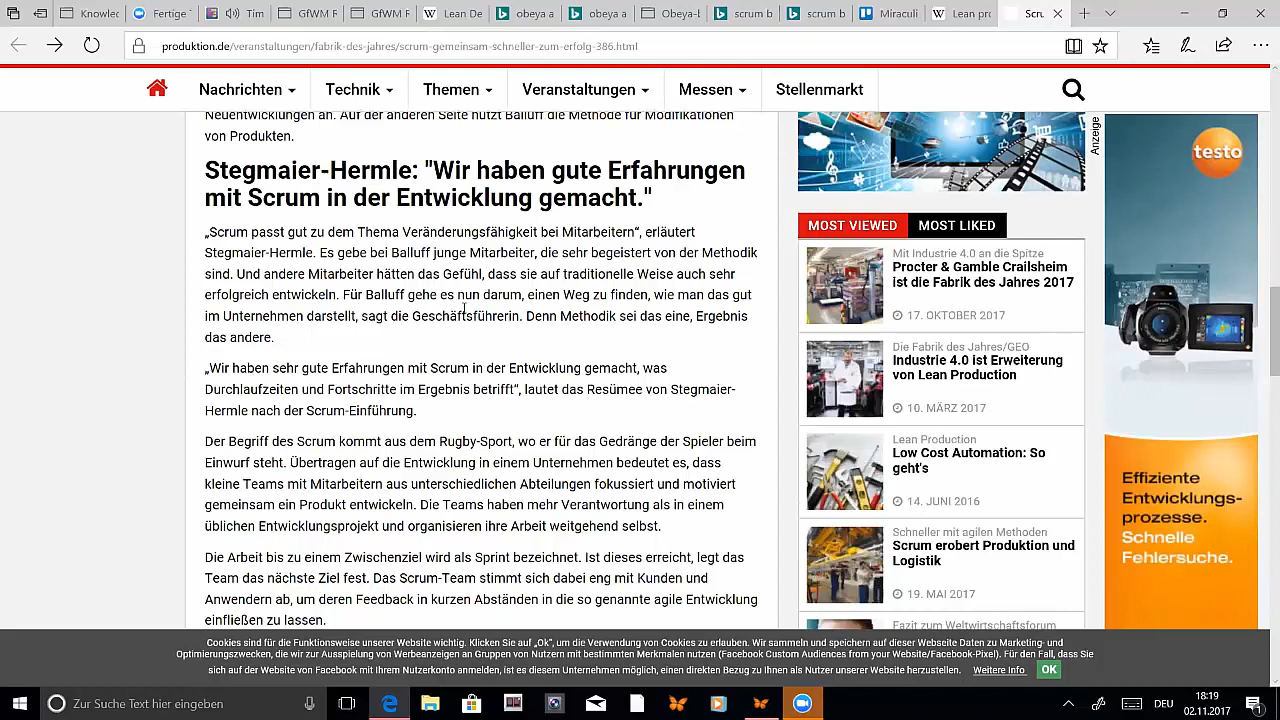 Knowlec
Fertige
Tim
GfWM F
GfWM R
Lean De
obeya a
obeya a
Obeya-b
scrum b
scrum b
Miraculi
Lean pro
Scru
produktion.de/veranstaltungen/fabrik-des-jahres/scrum-gemeinsam-schneller-zum-erfolg-386.html
Nachrichten
Technik
Themen
Veranstaltungen
Messen
Stellenmarkt
Neuentwicklungen an. Auf der anderen Seite nutzt Balluff die Methode für Modifikationen
von Produkten.
Stegmaier-Hermle: "Wir haben gute Erfahrungen
mit Scrum in der Entwicklung gemacht."
„Scrum passt gut zu dem Thema Veränderungsfähigkeit bei Mitarbeitern“, erläutert
Stegmaier-Hermle. Es gebe bei Balluff junge Mitarbeiter, die sehr begeistert von der Methodik
sind. Und andere Mitarbeiter hätten das Gefühl, dass sie auf traditionelle Weise auch sehr
erfolgreich entwickeln. Für Balluff gehe es nun darum, einen Weg zu finden, wie man das gut
im Unternehmen darstellt, sagt die Geschäftsführerin. Denn Methodik sei das eine, Ergebnis
das andere.
„Wir haben sehr gute Erfahrungen mit Scrum in der Entwicklung gemacht, was
Durchlaufzeiten und Fortschritte im Ergebnis betrifft“, lautet das Resümee von Stegmaier-
Hermle nach der Scrum-Einführung.
Der Begriff des Scrum kommt aus dem Rugby-Sport, wo er für das Gedränge der Spieler beim
Einwurf steht. Übertragen auf die Entwicklung in einem Unternehmen bedeutet es, dass
kleine Teams mit Mitarbeitern aus unterschiedlichen Abteilungen fokussiert und motiviert
gemeinsam ein Produkt entwickeln. Die Teams haben mehr Verantwortung als in einem
üblichen Entwicklungsprojekt und organisieren ihre Arbeit weitgehend selbst.
Die Arbeit bis zu einem Zwischenziel wird als Sprint bezeichnet. Ist dieses erreicht, legt das
Team das nächste Ziel fest. Das Scrum-Team stimmt sich dabei eng mit Kunden und
Anwendern ab, um deren Feedback in kurzen Abständen in die so genannte agile Entwicklung
einfließen zu lassen.
MOST VIEWED
MOST LIKED
Mit Industrie 4.0 an die Spitze
Procter & Gamble Crailsheim
ist die Fabrik des Jahres 2017
17. OKTOBER 2017
Die Fabrik des Jahres/GEO
Industrie 4.0 ist Erweiterung
von Lean Production
10. MÄRZ 2017
Lean Production
Low Cost Automation: So
geht's
14. JUNI 2016
Schneller mit agilen Methoden
Scrum erobert Produktion und
Logistik
19. MAI 2017
Fazit zum Weltwirtschaftsforum
Anzeige
testo
Effiziente
Entwicklungs-
prozesse.
Schnelle
Fehlersuche.
Cookies sind für die Funktionsweise unserer Website wichtig. Klicken Sie auf „Ok“, um die Verwendung von Cookies zu erlauben. Wir sammeln und speichern auf dieser Webseite Daten zu Marketing- und
Optimierungszwecken, die wir zur Ausspielung von Werbeanzeigen an Gruppen von Nutzern mit bestimmten Merkmalen nutzen (Facebook Custom Audiences from your Website/Facebook-Pixel). Für den Fall, dass Sie
sich auf der Website von Facebook mit Ihrem Nutzerkonto anmelden, ist es diesem Unternehmen möglich, einen direkten Bezug zu Ihnen als Nutzer unserer Website herzustellen. Weitere Info OK
Zur Suche Text hier eingeben
DEU
18:19
02.11.2017